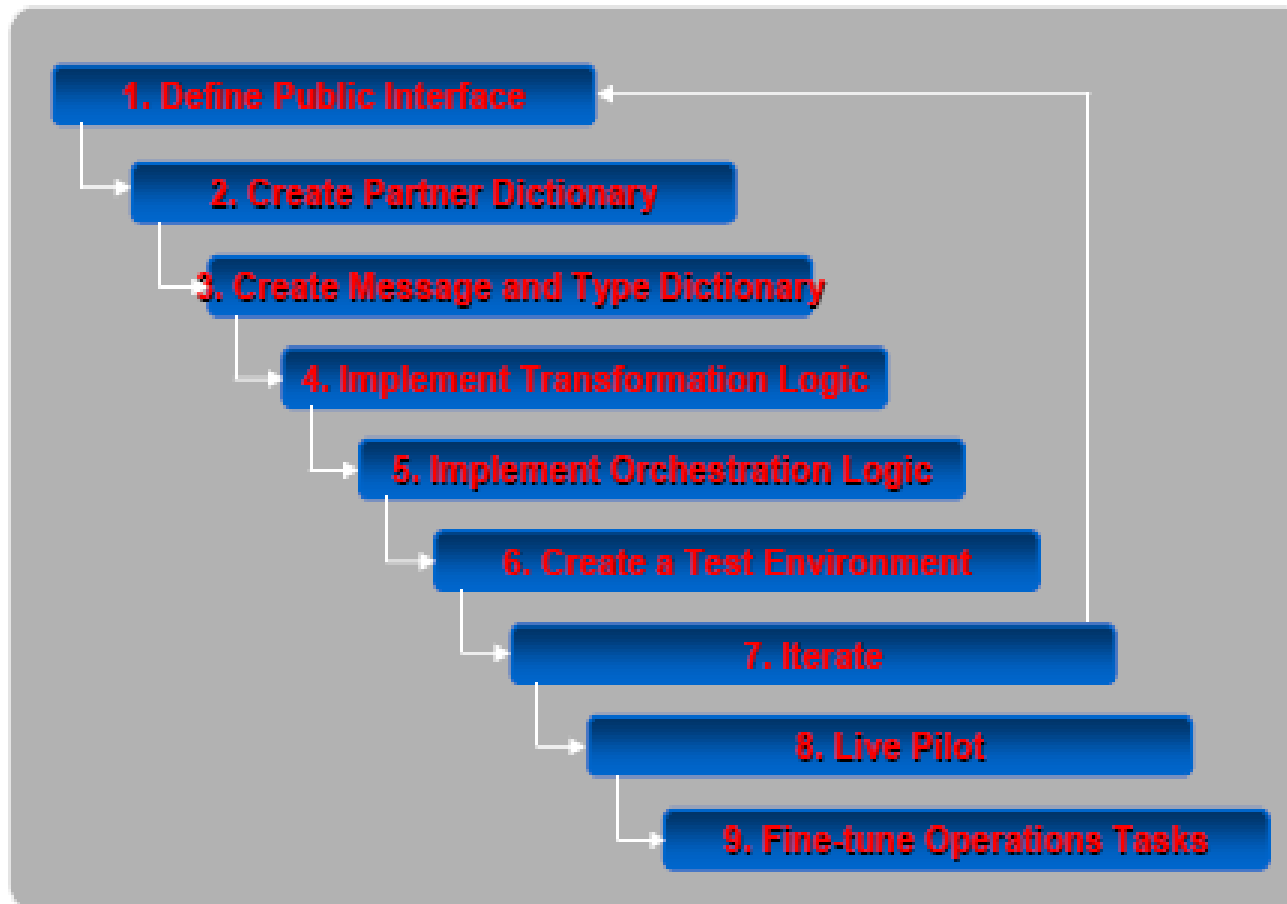 1. Define Public Interface
2. Create Partner Dictionary
3. Create Message and Type Dictionary
4. Implement Transformation Logic
5. Implement Orchestration Logic
6. Create a Test Environment
7. Iterate
8. Live Pilot
9. Fine-tune Operations Tasks